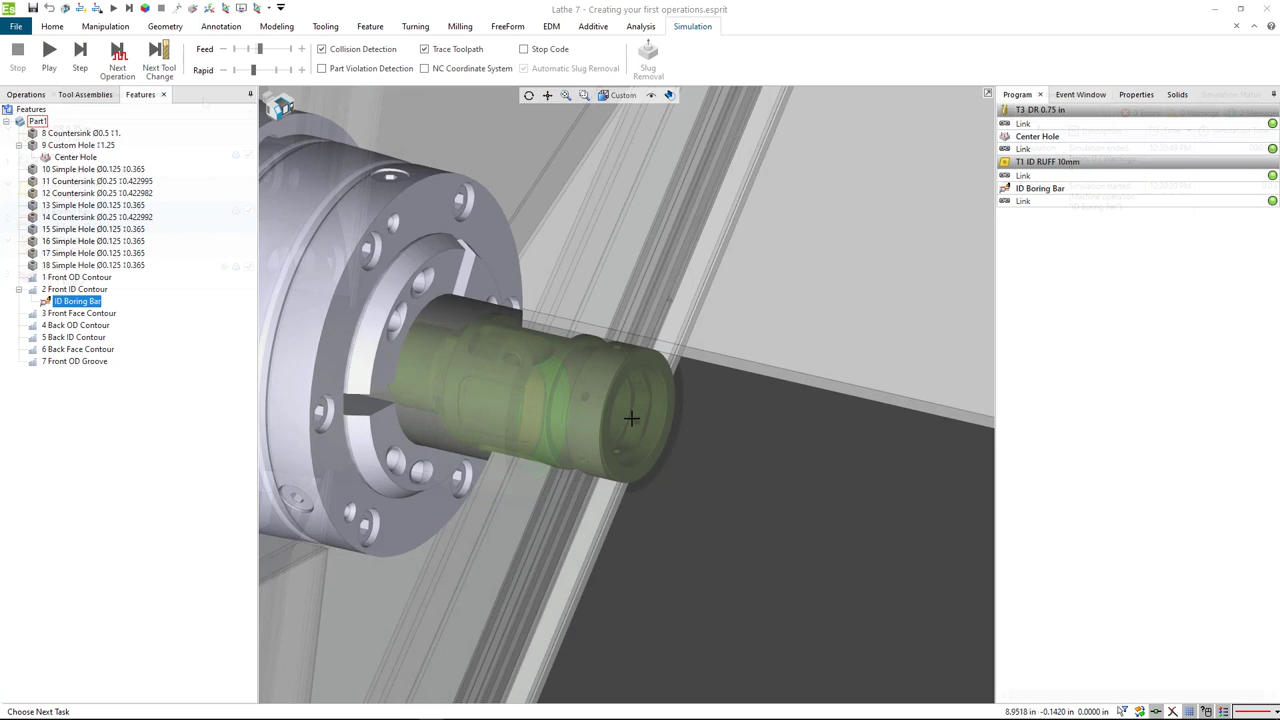 Lathe 7 - Creating your first operations.esprit
File Home Manipulation Geometry Annotation Modeling Tooling Feature Turning Milling FreeForm EDM Additive Analysis Simulation
Stop
Play
Step
Next Operation
Next Tool Change
Feed
Rapid
Collision Detection
Trace Toolpath
Stop Code
Part Violation Detection
NC Coordinate System
Automatic Slug Removal
Slug Removal
Operations Tool Assemblies Features
Features
Part1
8 Countersink Ø0.5 ↧1.
9 Custom Hole ↧1.25
Center Hole
10 Simple Hole Ø0.125 ↧0.365
11 Countersink Ø0.25 ↧0.422995
12 Countersink Ø0.25 ↧0.422982
13 Simple Hole Ø0.125 ↧0.365
14 Countersink Ø0.25 ↧0.422992
15 Simple Hole Ø0.125 ↧0.365
16 Simple Hole Ø0.125 ↧0.365
17 Simple Hole Ø0.125 ↧0.365
18 Simple Hole Ø0.125 ↧0.365
1 Front OD Contour
2 Front ID Contour
ID Boring Bar
3 Front Face Contour
4 Back OD Contour
5 Back ID Contour
6 Back Face Contour
7 Front OD Groove
Custom
Program Event Window Properties Solids Simulation Status
T3 DR 0.75 in
Link
Center Hole
Link
T1 ID RUFF 10mm
Link
ID Boring Bar
Link
Choose Next Task
8.9518 in -0.1420 in 0.0000 in